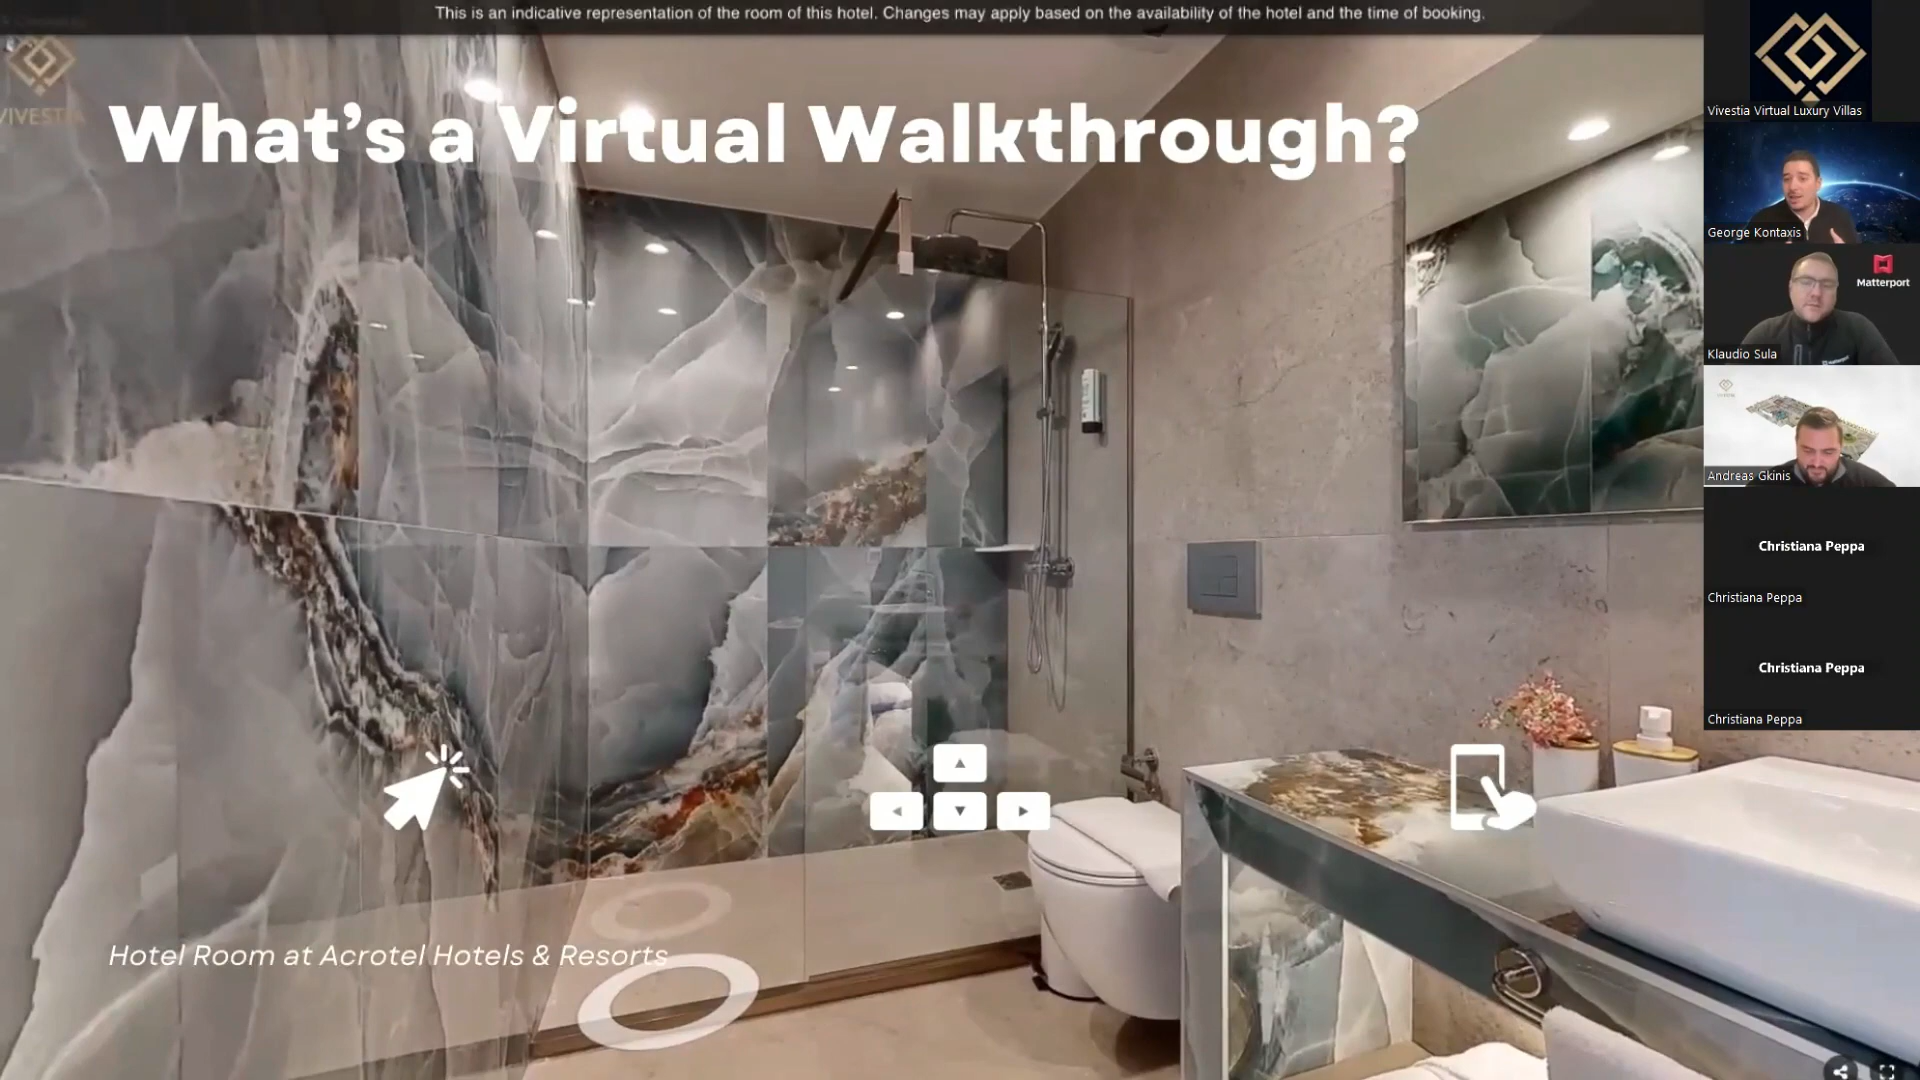 This is an indicative representation of the room of this hotel. Changes may apply based on the availability of the hotel and the time of booking.
VIVESTIA
What's a Virtual Walkthrough?
Hotel Room at Acrotel Hotels & Resorts
Vivestia Virtual Luxury Villas
George Kontaxis
Matterport
Klaudio Sula
Andreas Gkinis
Christiana Peppa
Christiana Peppa
Christiana Peppa
Christiana Peppa